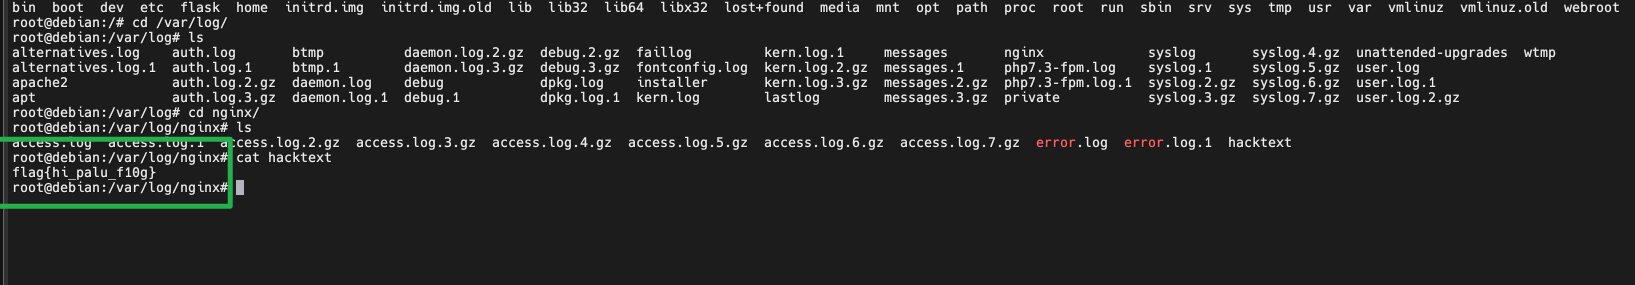 bin  boot  dev  etc  flask  home  initrd.img  initrd.img.old  lib  lib32  lib64  libx32  lost+found  media  mnt  opt  path  proc  root  run  sbin  srv  sys  tmp  usr  var  vmlinuz  vmlinuz.old  webroot
root@debian:/# cd /var/log/
root@debian:/var/log# ls
alternatives.log    auth.log       btmp          daemon.log.2.gz  debug.2.gz  faillog         kern.log.1     messages       nginx             syslog       syslog.4.gz  unattended-upgrades  wtmp
alternatives.log.1  auth.log.1     btmp.1        daemon.log.3.gz  debug.3.gz  fontconfig.log  kern.log.2.gz  messages.1     php7.3-fpm.log    syslog.1     syslog.5.gz  user.log
apache2             auth.log.2.gz  daemon.log    debug            dpkg.log    installer       kern.log.3.gz  messages.2.gz  php7.3-fpm.log.1  syslog.2.gz  syslog.6.gz  user.log.1
apt                 auth.log.3.gz  daemon.log.1  debug.1          dpkg.log.1  kern.log        lastlog        messages.3.gz  private           syslog.3.gz  syslog.7.gz  user.log.2.gz
root@debian:/var/log# cd nginx/
root@debian:/var/log/nginx# ls
access.log  access.log.1  access.log.2.gz  access.log.3.gz  access.log.4.gz  access.log.5.gz  access.log.6.gz  access.log.7.gz  error.log  error.log.1  hacktext
root@debian:/var/log/nginx# cat hacktext
flag{hi_palu_f10g}
root@debian:/var/log/nginx#